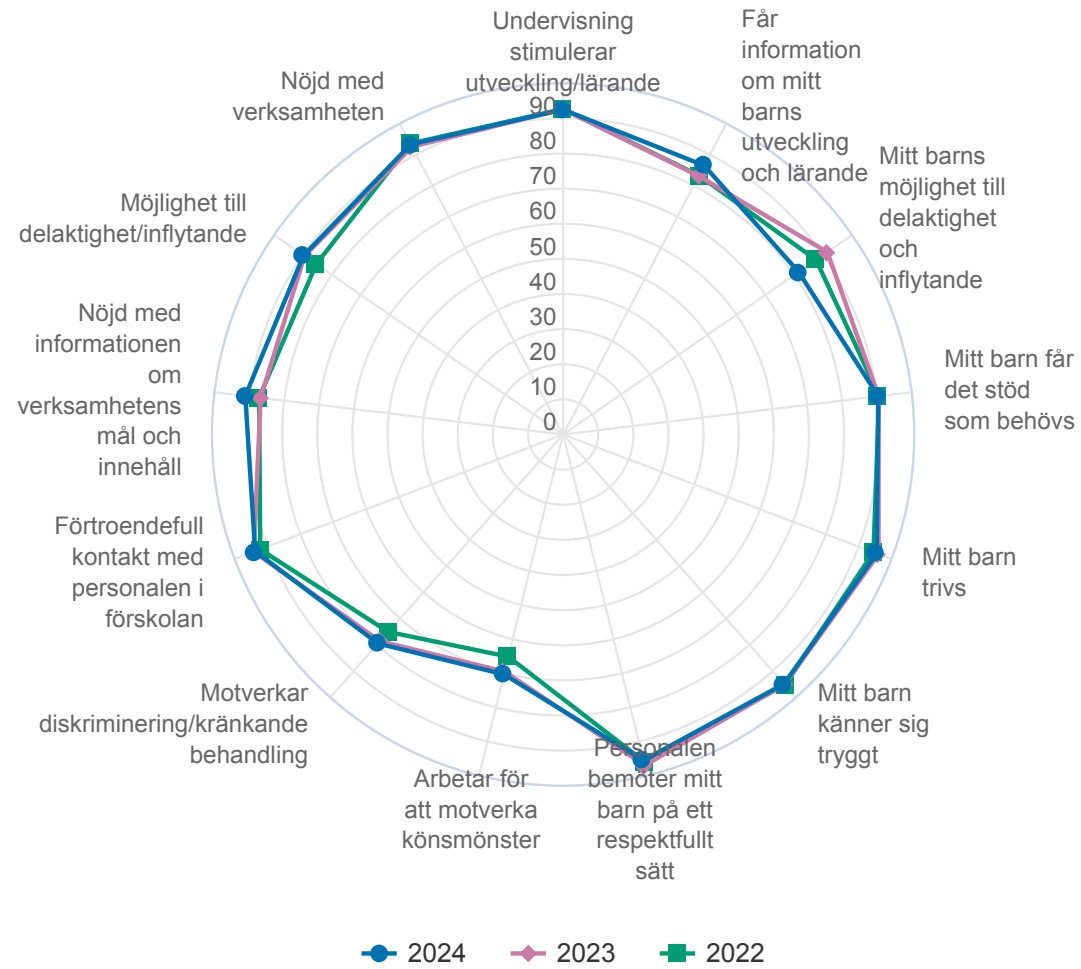 Undervisning
stimulerar
utveckling/lärande
Får
information
om mitt
barns
utveckling
och lärande
Mitt barns
möjlighet till
delaktighet
och
inflytande
Mitt barn får
det stöd
som behövs
Mitt barn
trivs
Mitt barn
känner sig
tryggt
Personalen
bemöter mitt
barn på ett
respektfullt
sätt
Arbetar för
att motverka
könsmönster
Motverkar
diskriminering/kränkande
behandling
Förtroendefull
kontakt med
personalen i
förskolan
Nöjd med
informationen
om
verksamhetens
mål och
innehåll
Möjlighet till
delaktighet/inflytande
Nöjd med
verksamheten
90
80
70
60
50
40
30
20
10
0
2024 2023 2022